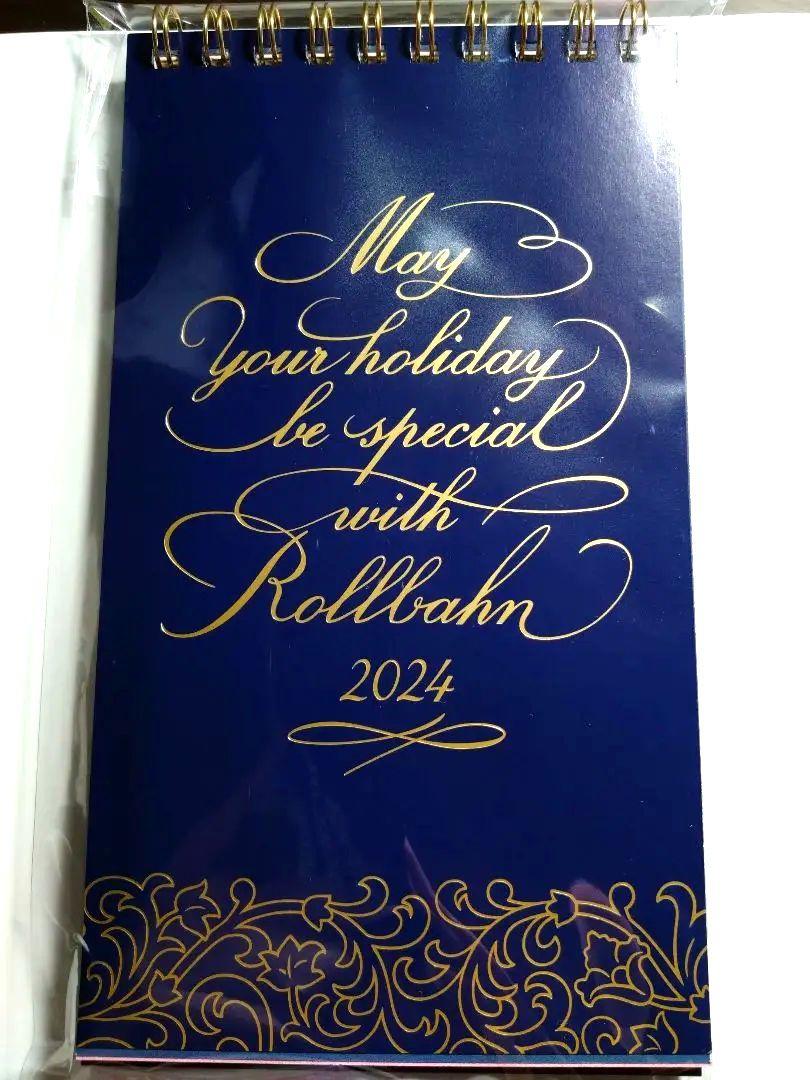 May
your holiday
be special
with
Rollbahn
2024